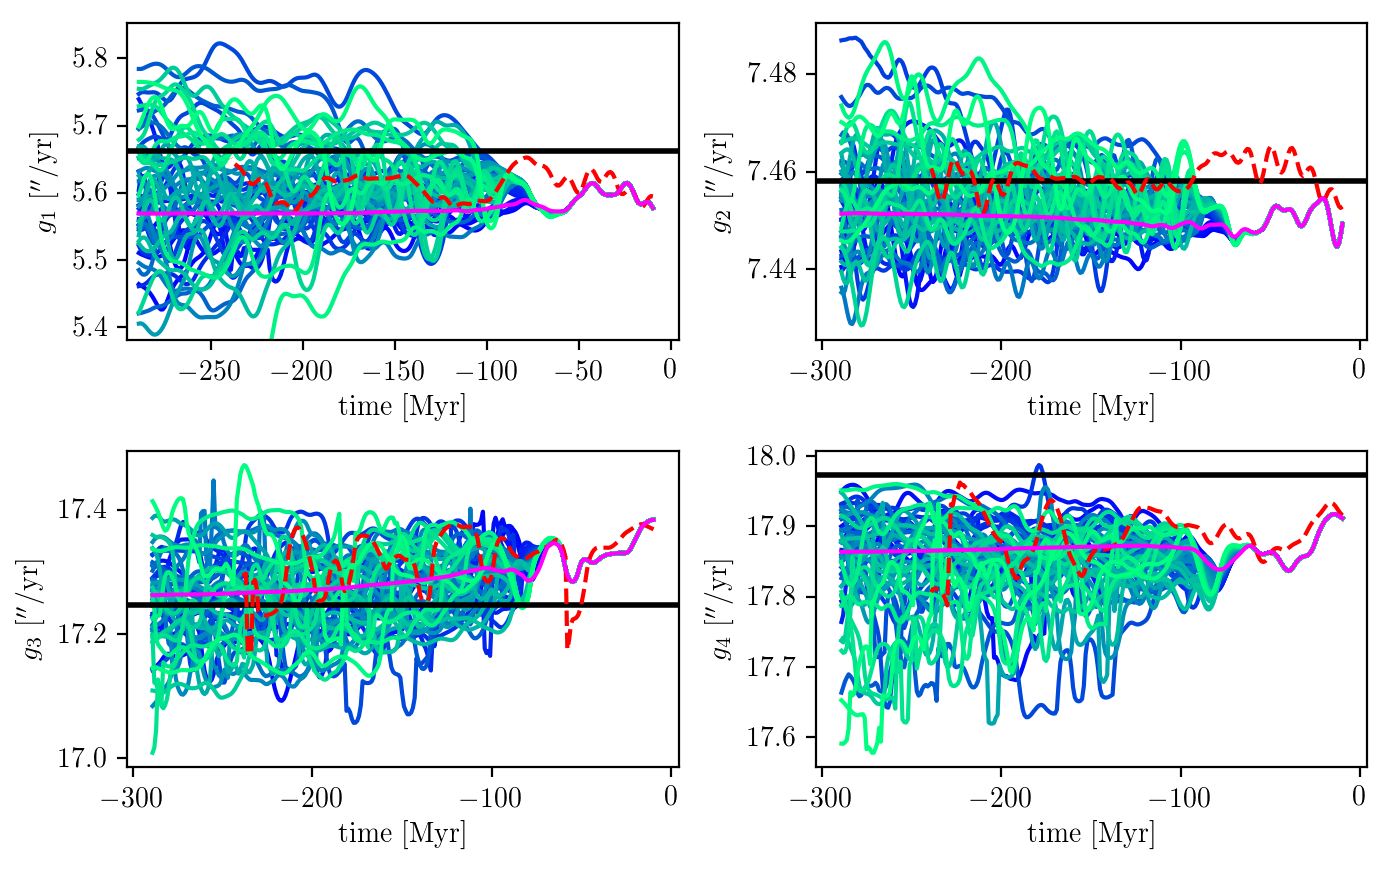 5.8
5.7
5.6
5.5
5.4
g₁ [″/yr]
−250 −200 −150 −100 −50 0
time [Myr]
7.48
7.46
7.44
g₂ [″/yr]
−300 −200 −100 0
time [Myr]
17.4
17.2
17.0
g₃ [″/yr]
−300 −200 −100 0
time [Myr]
18.0
17.9
17.8
17.7
17.6
g₄ [″/yr]
−300 −200 −100 0
time [Myr]